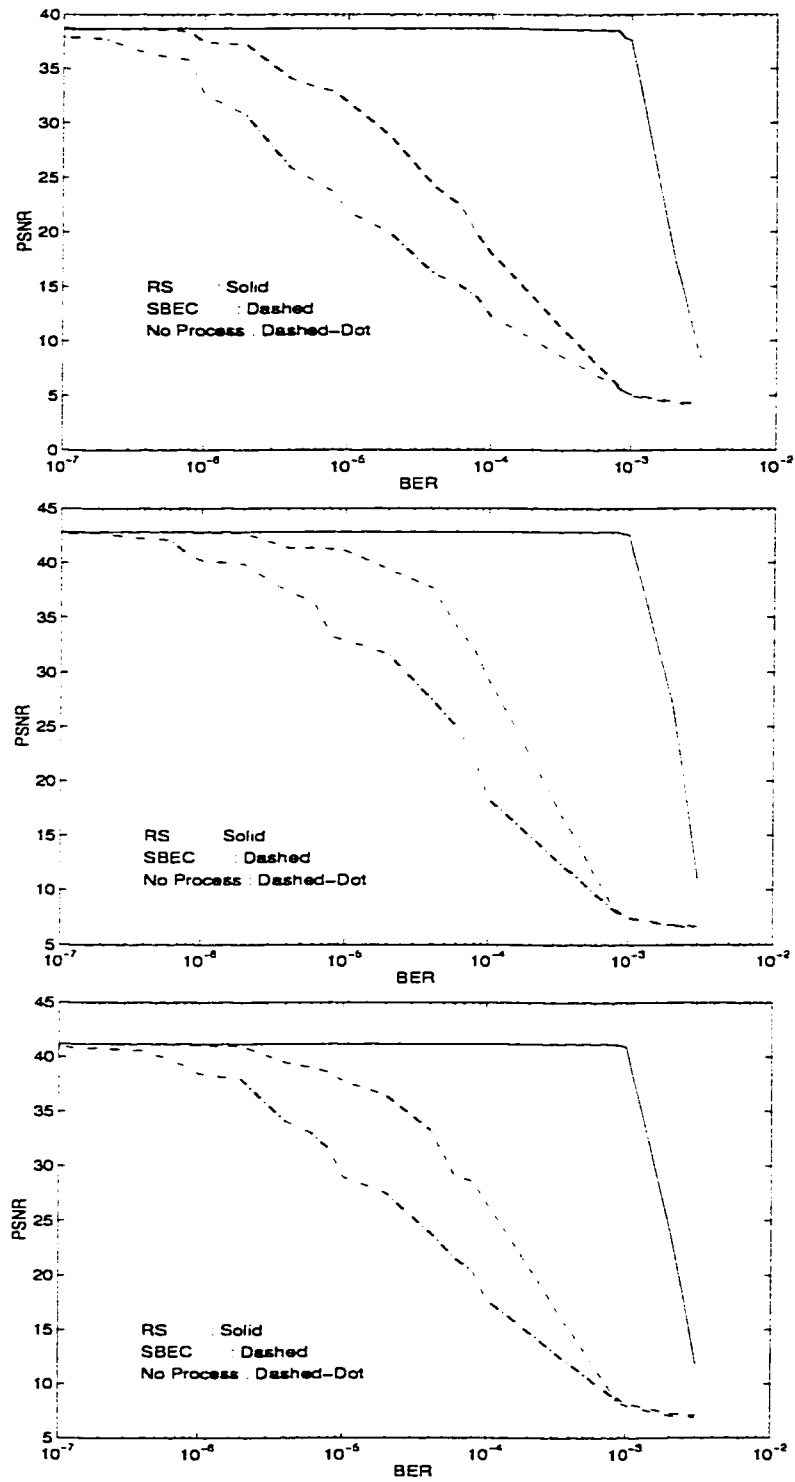 40
35
30
25
20
15
10
5
0
PSNR
RS : Solid
SBEC : Dashed
No Process : Dashed-Dot
10^-7 10^-6 10^-5 10^-4 10^-3 10^-2
BER
45
40
35
30
25
20
15
10
5
PSNR
RS Solid
SBEC : Dashed
No Process : Dashed-Dot
10^-7 10^-6 10^-5 10^-4 10^-3 10^-2
BER
45
40
35
30
25
20
15
10
5
PSNR
RS : Solid
SBEC : Dashed
No Process : Dashed-Dot
10^-7 10^-6 10^-5 10^-4 10^-3 10^-2
BER